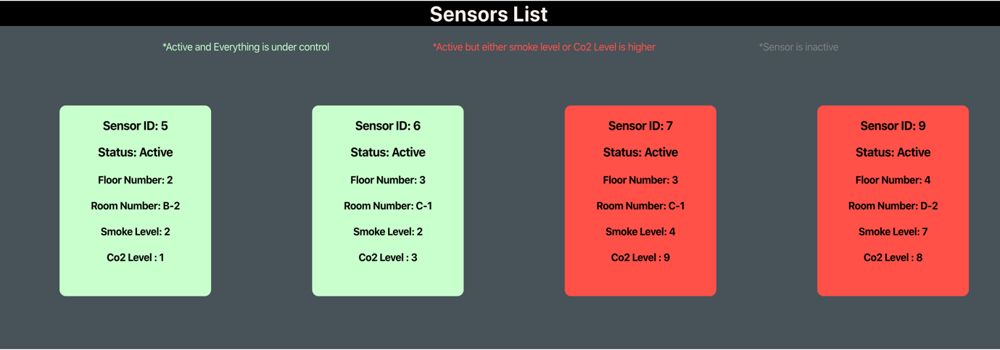 Sensors List
*Active and Everything is under control
*Active but either smoke level or Co2 Level is higher
*Sensor is inactive
Sensor ID: 5
Status: Active
Floor Number: 2
Room Number: B-2
Smoke Level: 2
Co2 Level : 1
Sensor ID: 6
Status: Active
Floor Number: 3
Room Number: C-1
Smoke Level: 2
Co2 Level : 3
Sensor ID: 7
Status: Active
Floor Number: 3
Room Number: C-1
Smoke Level: 4
Co2 Level : 9
Sensor ID: 9
Status: Active
Floor Number: 4
Room Number: D-2
Smoke Level: 7
Co2 Level : 8